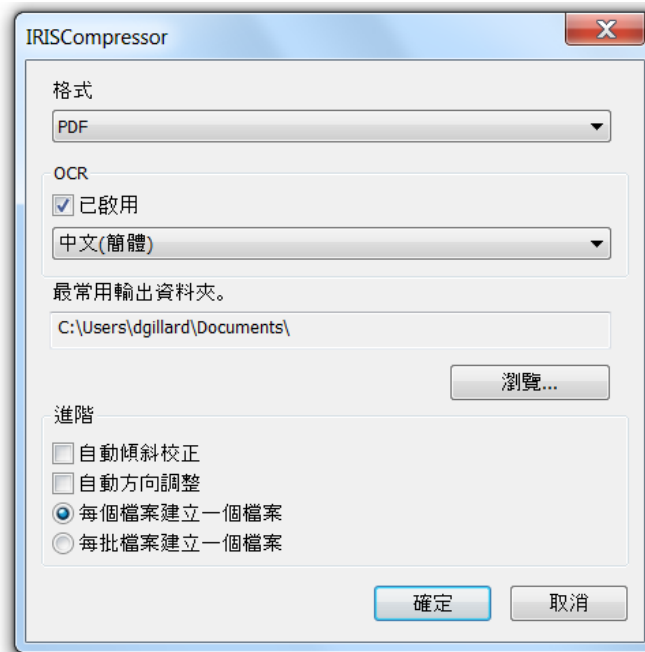 IRISCompressor
格式
PDF
OCR
已啟用
中文(簡體)
最常用輸出資料夾。
C:\Users\dgillard\Documents\
瀏覽...
進階
自動傾斜校正
自動方向調整
每個檔案建立一個檔案
每批檔案建立一個檔案
確定 取消